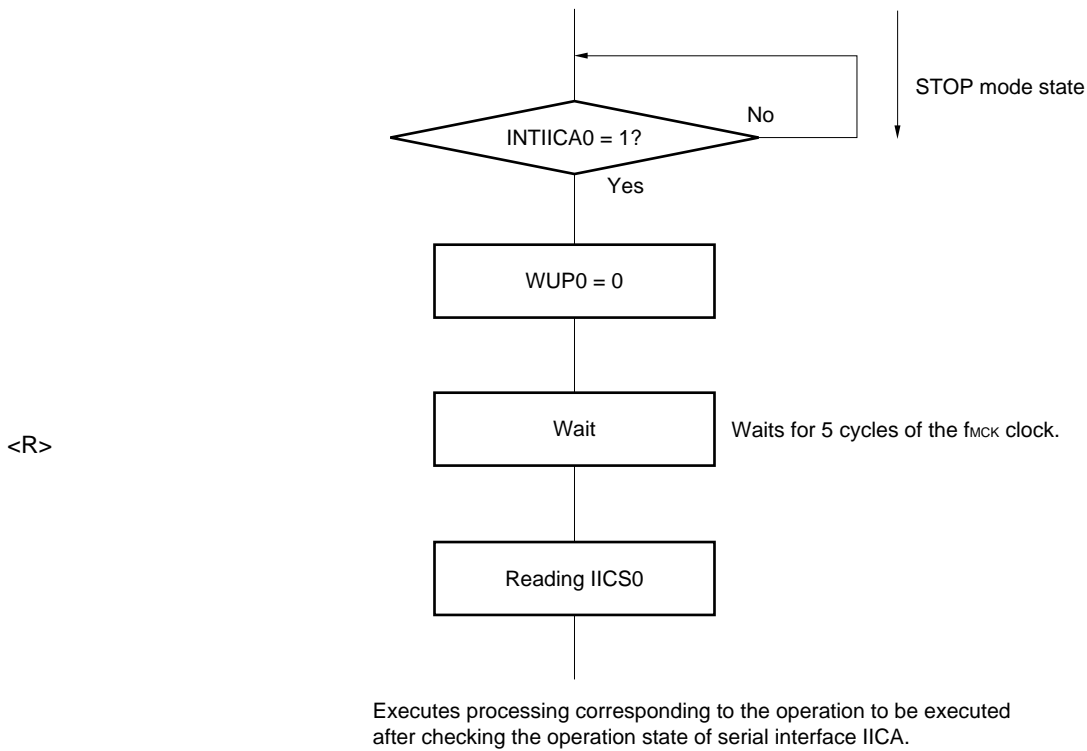 STOP mode state
No
INTIICA0 = 1?
Yes
WUP0 = 0
<R>
Wait
Waits for 5 cycles of the fMCK clock.
Reading IICS0
Executes processing corresponding to the operation to be executed
after checking the operation state of serial interface IICA.